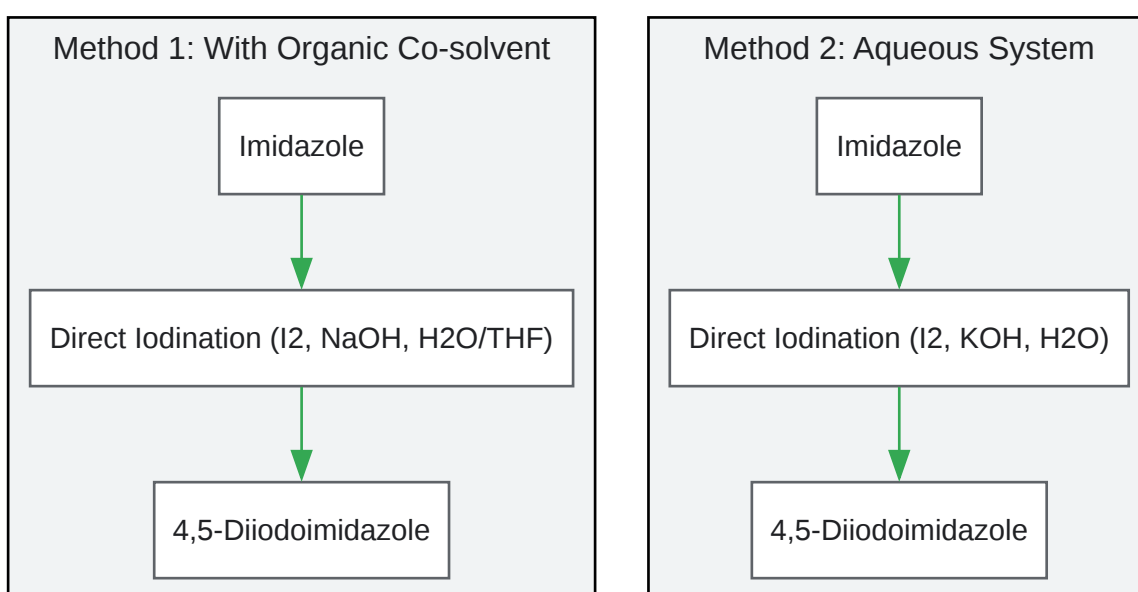 Method 1: With Organic Co-solvent
Imidazole
Direct Iodination (I2, NaOH, H2O/THF)
4,5-Diiodoimidazole
Method 2: Aqueous System
Imidazole
Direct Iodination (I2, KOH, H2O)
4,5-Diiodoimidazole